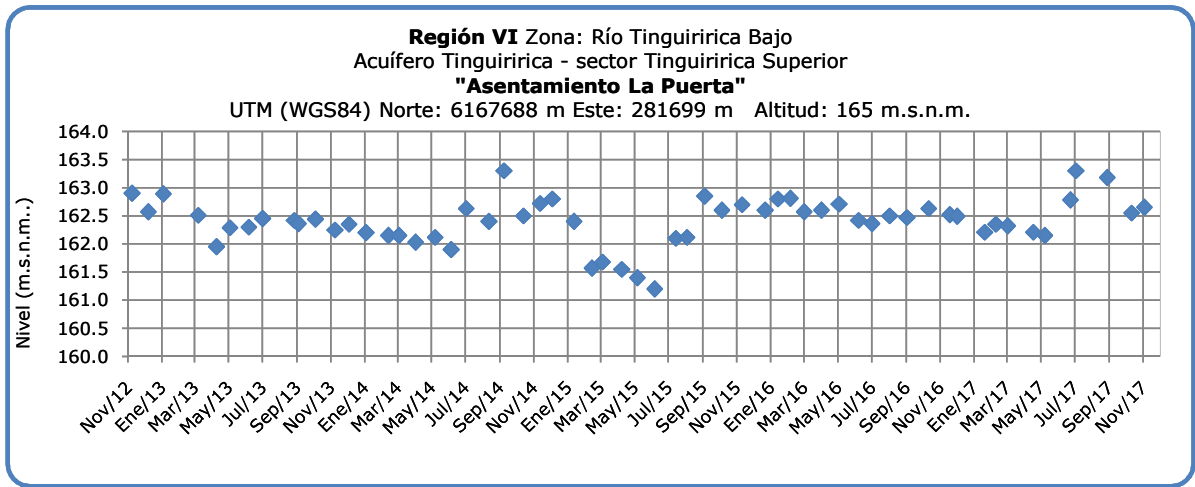 Región VI Zona: Río Tinguiririca Bajo
Acuífero Tinguiririca - sector Tinguiririca Superior
"Asentamiento La Puerta"
UTM (WGS84) Norte: 6167688 m Este: 281699 m Altitud: 165 m.s.n.m.
Nivel (m.s.n.m..)
164.0
163.5
163.0
162.5
162.0
161.5
161.0
160.5
160.0
Nov/12
Ene/13
Mar/13
May/13
Jul/13
Sep/13
Nov/13
Ene/14
Mar/14
May/14
Jul/14
Sep/14
Nov/14
Ene/15
Mar/15
May/15
Jul/15
Sep/15
Nov/15
Ene/16
Mar/16
May/16
Jul/16
Sep/16
Nov/16
Ene/17
Mar/17
May/17
Jul/17
Sep/17
Nov/17